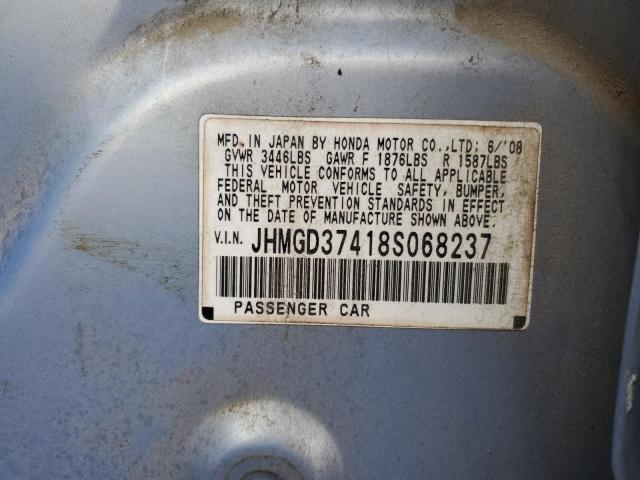 MFD. IN JAPAN BY HONDA MOTOR CO.,LTD; 6/'08
GVWR 3446LBS GAWR F 1876LBS R 1587LBS
THIS VEHICLE CONFORMS TO ALL APPLICABLE
FEDERAL MOTOR VEHICLE SAFETY, BUMPER,
AND THEFT PREVENTION STANDARDS IN EFFECT
ON THE DATE OF MANUFACTURE SHOWN ABOVE.
V.I.N. JHMGD37418S068237
PASSENGER CAR